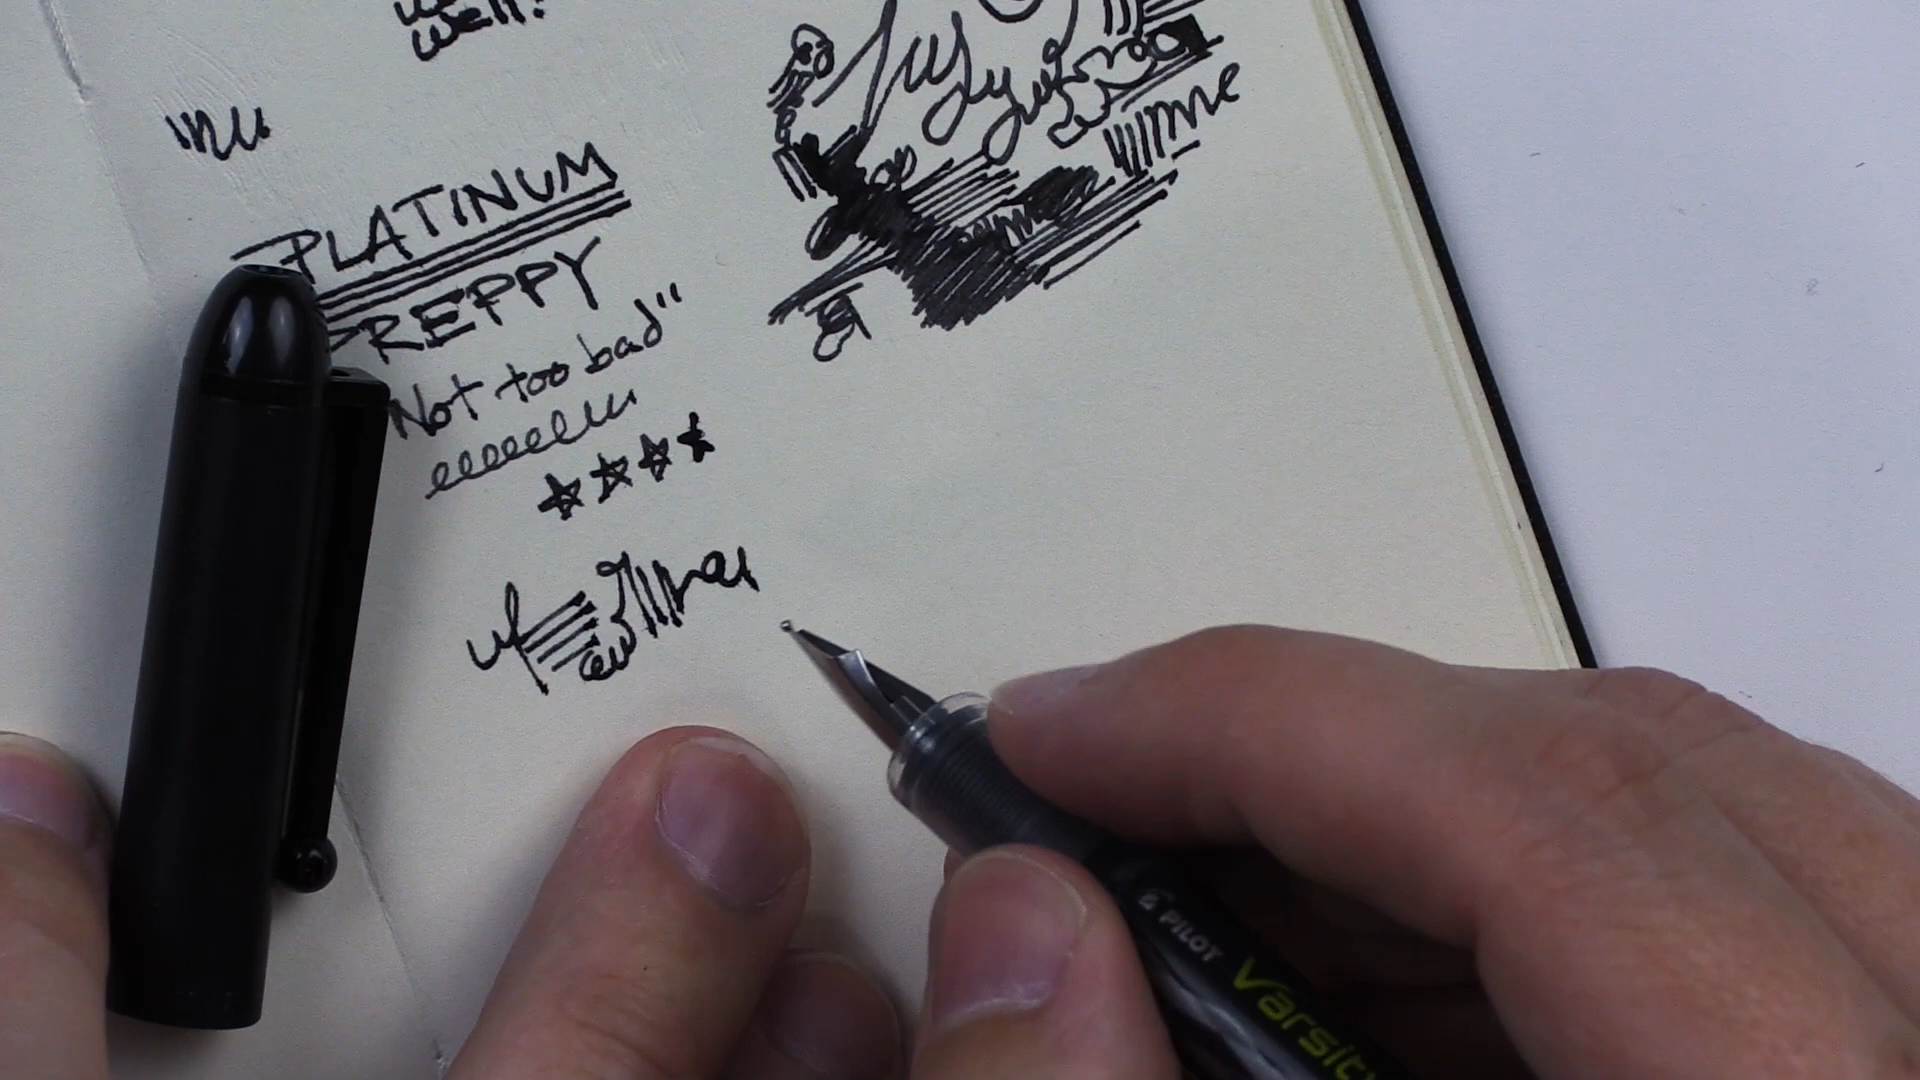 well!
PLATINUM
PREPPY
Not too bad"
PILOT
Varsity